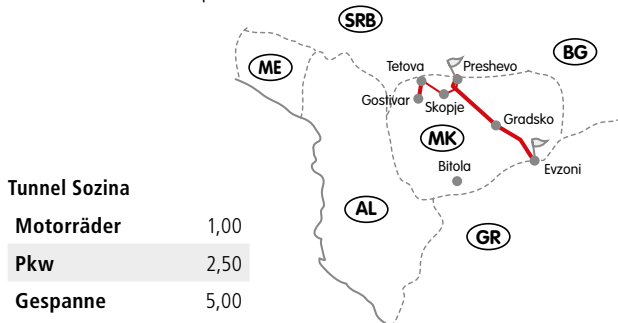 SRB
BG
ME
Tetova
Preshevo
Gostivar
Skopje
Gradsko
MK
Bitola
Evzoni
AL
GR
Tunnel Sozina
Motorräder 1,00
Pkw 2,50
Gespanne 5,00